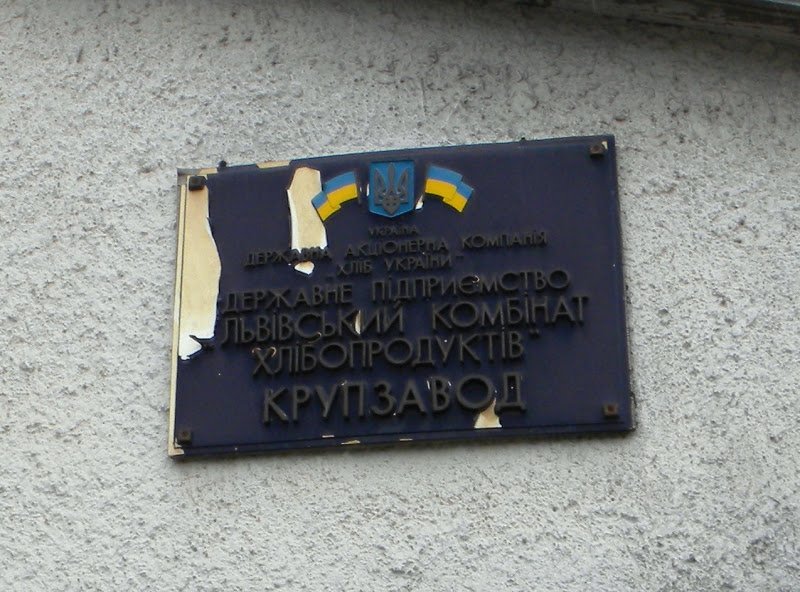 УКРАЇНА
ДЕРЖАВНА АКЦІОНЕРНА КОМПАНІЯ
"ХЛІБ УКРАЇНИ"
ДЕРЖАВНЕ ПІДПРИЄМСТВО
"ЛЬВІВСЬКИЙ КОМБІНАТ
ХЛІБОПРОДУКТІВ"
КРУПЗАВОД